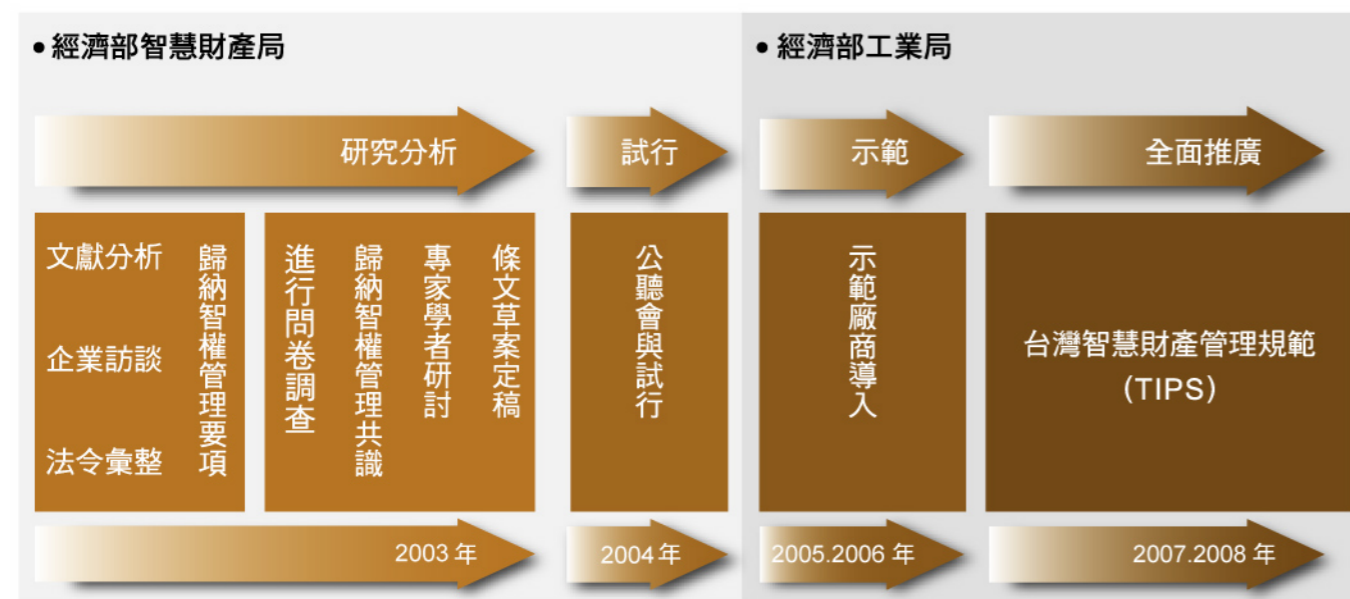 • 經濟部智慧財產局
• 經濟部工業局
研究分析
試行
示範
全面推廣
文獻分析
企業訪談
法令彙整
歸納智權管理要項
進行問卷調查
歸納智權管理共識
專家學者研討
條文草案定稿
公聽會與試行
示範廠商導入
台灣智慧財產管理規範
(TIPS)
2003 年
2004 年
2005.2006 年
2007.2008 年